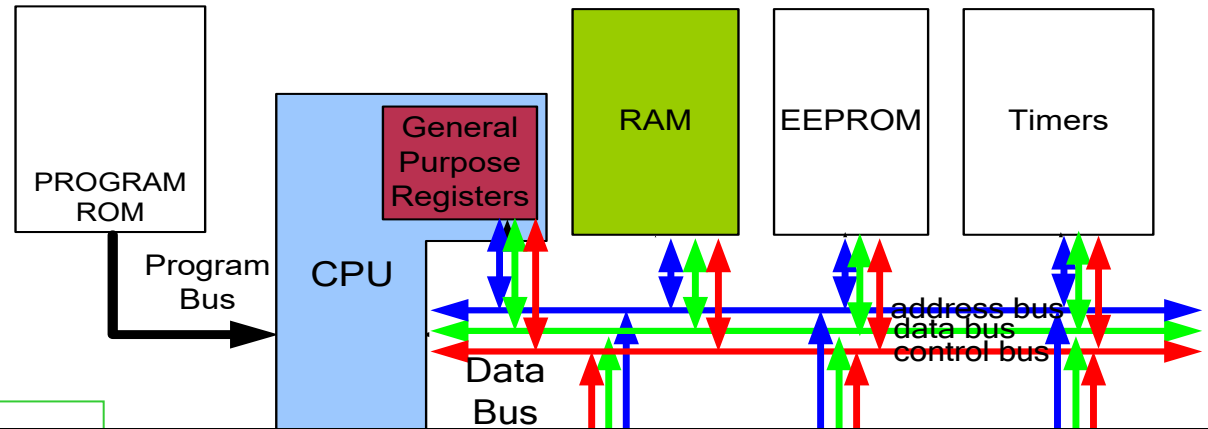 PROGRAM
ROM
Program
Bus
CPU
General
Purpose
Registers
RAM
EEPROM
Timers
address bus
data bus
control bus
Data
Bus